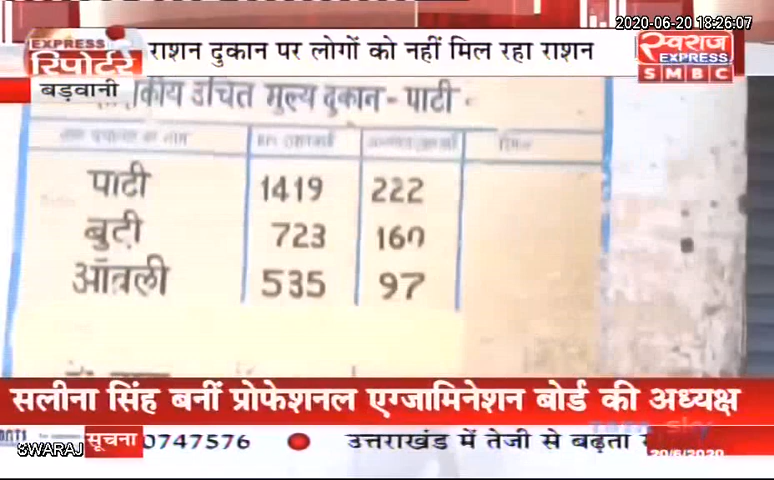 2020-06-20 18:26:07
EXPRESS
रिपोर्टर
राशन दुकान पर लोगों को नहीं मिल रहा राशन
स्वराज
EXPRESS
SMBC
बड़वानी
उचित मुल्य दुकान - पाटी
पाटी 1419 222
बुटी 723 160
ऑवली 535 97
सलीना सिंह बनीं प्रोफेशनल एग्जामिनेशन बोर्ड की अध्यक्ष
सूचना 0747576 उत्तराखंड में तेजी से बढ़ता
SWARAJ
20/6/2020